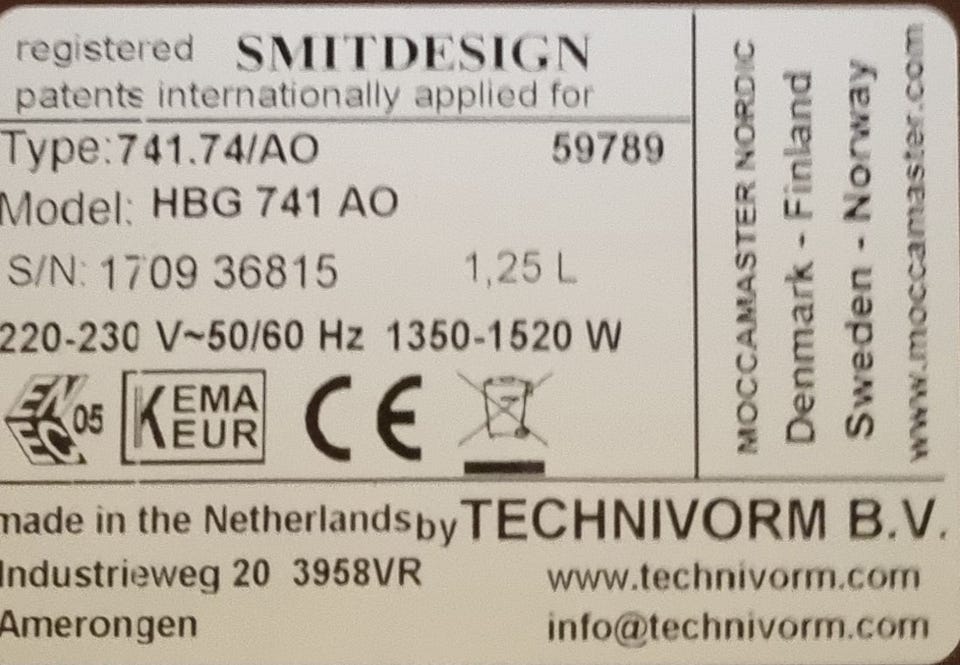 registered SMITDESIGN
patents internationally applied for
Type:741.74/AO 59789
Model: HBG 741 AO
S/N: 1709 36815 1,25 L
220-230 V~50/60 Hz 1350-1520 W
EN EC 05 KEMA EUR CE
MOCCAMASTER NORDIC
Denmark - Finland
Sweden - Norway
www.moccamaster.com
made in the Netherlands by TECHNIVORM B.V.
Industrieweg 20 3958VR www.technivorm.com
Amerongen info@technivorm.com